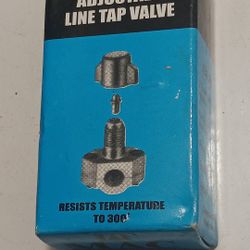 LINE TAP VALVE
RESISTS TEMPERATURE
TO 300°